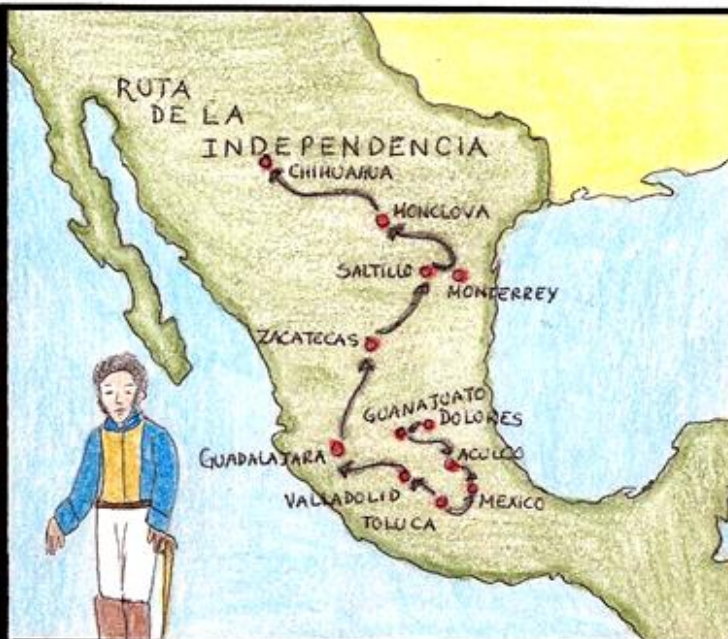 RUTA
DE LA
INDEPENDENCIA
CHIHUAHUA
MONCLOVA
SALTILLO
MONTERREY
ZACATECAS
GUANAJUATO
DOLORES
GUADALAJARA
ACULCO
VALLADOLID
MEXICO
TOLUCA